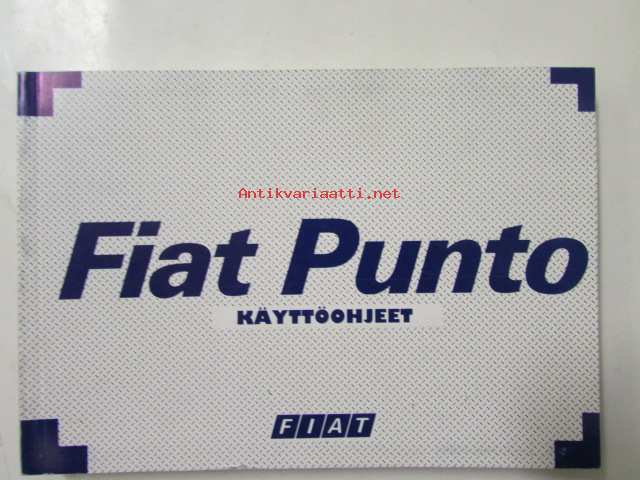 Antikvariaatti.net
Fiat Punto
KÄYTTÖOHJEET
FIAT